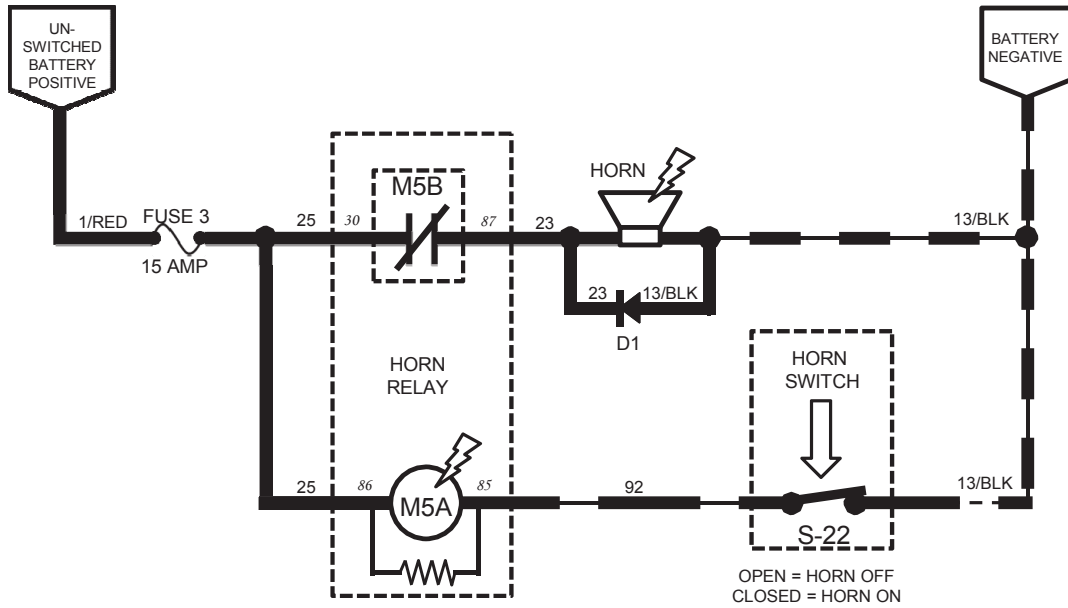 UN-
SWITCHED
BATTERY
POSITIVE
BATTERY
NEGATIVE
1/RED
FUSE 3
15 AMP
25
30
M5B
87
23
HORN
13/BLK
23
13/BLK
D1
HORN
RELAY
HORN
SWITCH
25
86
M5A
85
92
S-22
13/BLK
OPEN = HORN OFF
CLOSED = HORN ON